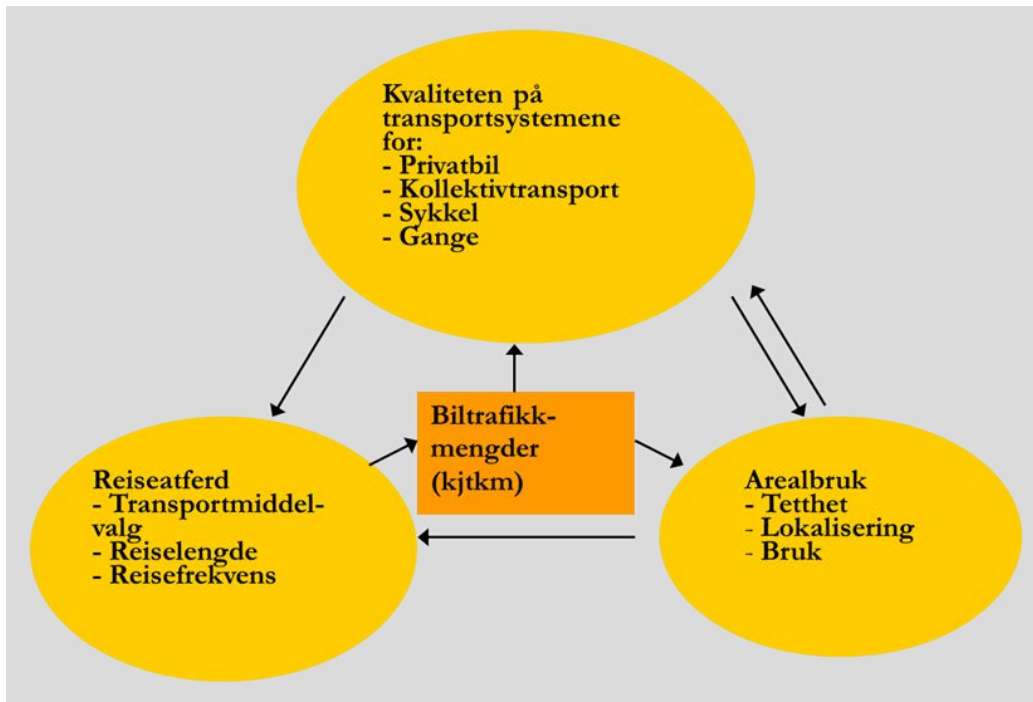 Kvaliteten på
transportsystemene
for:
- Privatbil
- Kollektivtransport
- Sykkel
- Gange
Biltrafikk-
mengder
(kjtkm)
Reiseatferd
- Transportmiddel-
valg
- Reiselengde
- Reisefrekvens
Arealbruk
- Tetthet
- Lokalisering
- Bruk